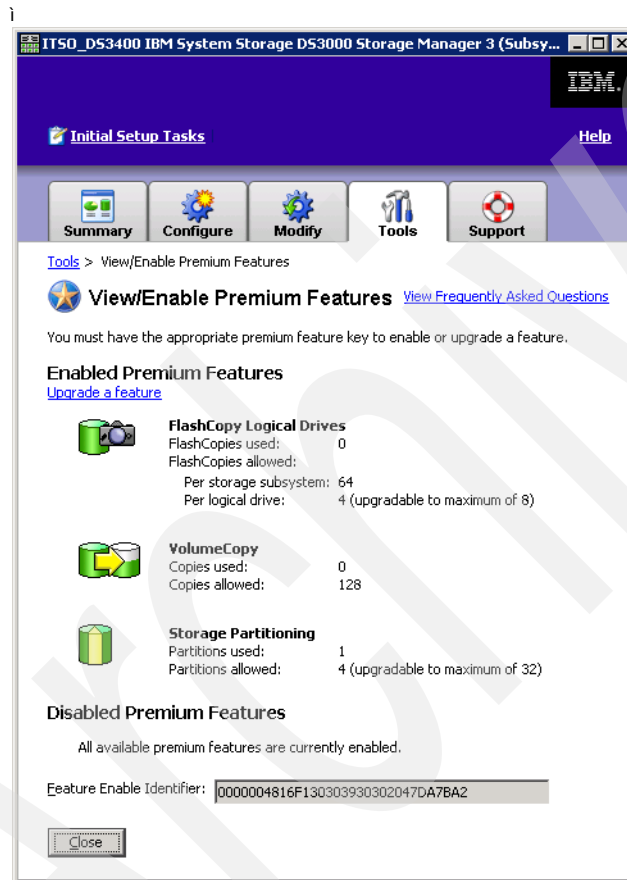 ì
ITSO_DS3400 IBM System Storage DS3000 Storage Manager 3 (Subsy...
IBM.
Initial Setup Tasks Help
Summary Configure Modify Tools Support
Tools > View/Enable Premium Features
View/Enable Premium Features View Frequently Asked Questions
You must have the appropriate premium feature key to enable or upgrade a feature.
Enabled Premium Features
Upgrade a feature
FlashCopy Logical Drives
FlashCopies used: 0
FlashCopies allowed:
Per storage subsystem: 64
Per logical drive: 4 (upgradable to maximum of 8)
VolumeCopy
Copies used: 0
Copies allowed: 128
Storage Partitioning
Partitions used: 1
Partitions allowed: 4 (upgradable to maximum of 32)
Disabled Premium Features
All available premium features are currently enabled.
Feature Enable Identifier: 0000004816F130303930302047DA7BA2
Close